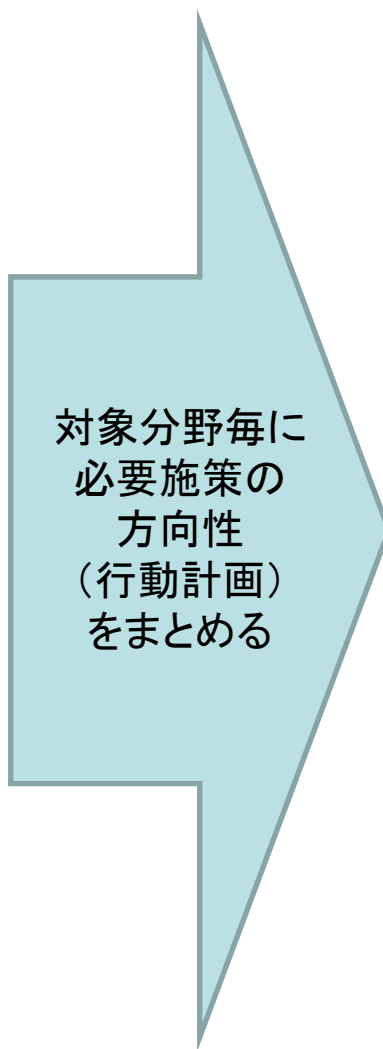 対象分野毎に
必要施策の
方向性
（行動計画）
をまとめる